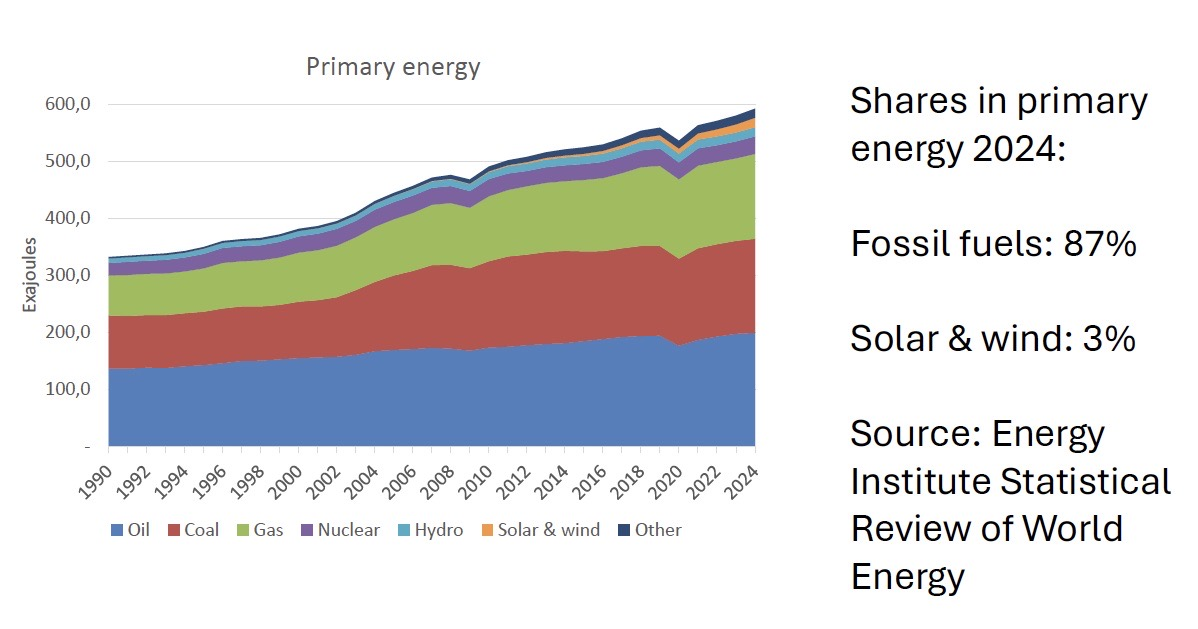 Primary energy
600,0
500,0
400,0
300,0
200,0
100,0
-
Exajoules
1990
1992
1994
1996
1998
2000
2002
2004
2006
2008
2010
2012
2014
2016
2018
2020
2022
2024
Oil Coal Gas Nuclear Hydro Solar & wind Other
Shares in primary
energy 2024:
Fossil fuels: 87%
Solar & wind: 3%
Source: Energy
Institute Statistical
Review of World
Energy